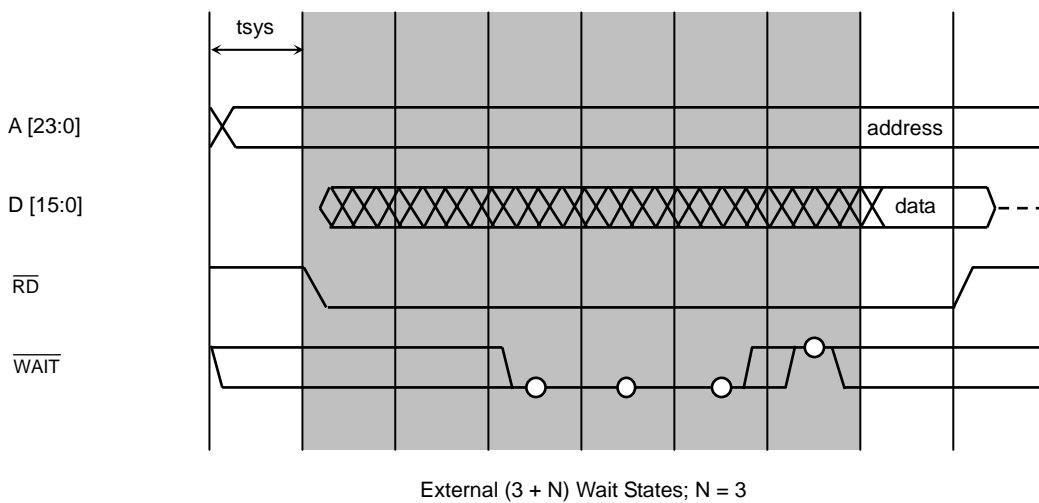 tsys
A [23:0]
address
D [15:0]
data
RD
WAIT
External (3 + N) Wait States; N = 3